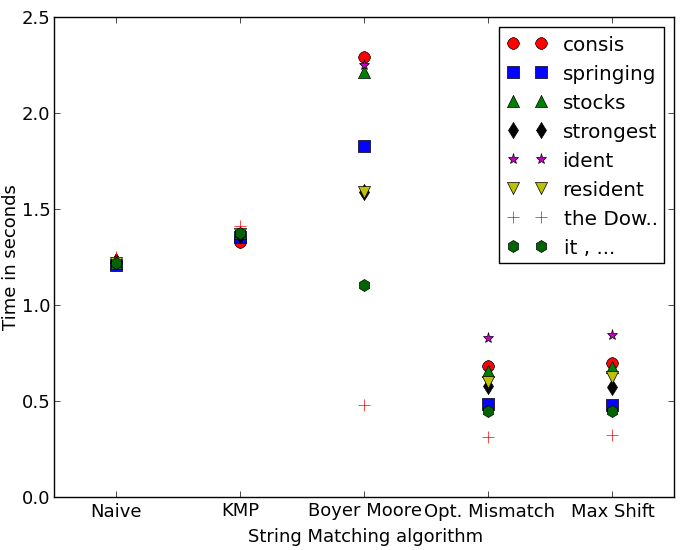 2.5
2.0
1.5
1.0
0.5
0.0
Time in seconds
consis
springing
stocks
strongest
ident
resident
the Dow..
it , ...
Naive
KMP
Boyer Moore
Opt. Mismatch
Max Shift
String Matching algorithm